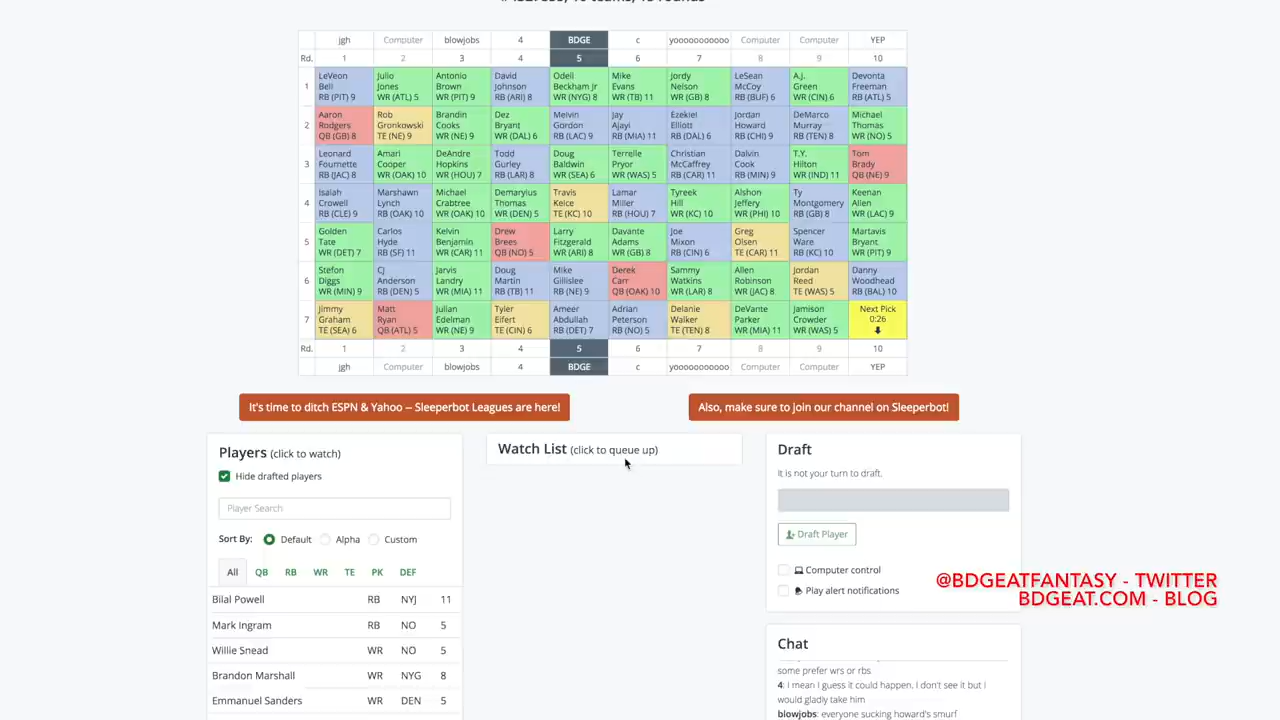 jgh Computer blowjobs 4 BDGE c yooooooooooo Computer Computer YEP
Rd. 1 2 3 4 5 6 7 8 9 10
1
LeVeon Bell RB (PIT) 9
Julio Jones WR (ATL) 5
Antonio Brown WR (PIT) 9
David Johnson RB (ARI) 8
Odell Beckham Jr WR (NYG) 8
Mike Evans WR (TB) 11
Jordy Nelson WR (GB) 8
LeSean McCoy RB (BUF) 6
A.J. Green WR (CIN) 6
Devonta Freeman RB (ATL) 5
2
Aaron Rodgers QB (GB) 8
Rob Gronkowski TE (NE) 9
Brandin Cooks WR (NE) 9
Dez Bryant WR (DAL) 6
Melvin Gordon RB (LAC) 9
Jay Ajayi RB (MIA) 11
Ezekiel Elliott RB (DAL) 6
Jordan Howard RB (CHI) 9
DeMarco Murray RB (TEN) 8
Michael Thomas WR (NO) 5
3
Leonard Fournette RB (JAC) 8
Amari Cooper WR (OAK) 10
DeAndre Hopkins WR (HOU) 7
Todd Gurley RB (LAR) 8
Doug Baldwin WR (SEA) 6
Terrelle Pryor WR (WAS) 5
Christian McCaffrey RB (CAR) 11
Dalvin Cook RB (MIN) 9
T.Y. Hilton WR (IND) 11
Tom Brady QB (NE) 9
4
Isaiah Crowell RB (CLE) 9
Marshawn Lynch RB (OAK) 10
Michael Crabtree WR (OAK) 10
Demaryius Thomas WR (DEN) 5
Travis Kelce TE (KC) 10
Lamar Miller RB (HOU) 7
Tyreek Hill WR (KC) 10
Alshon Jeffery WR (PHI) 10
Ty Montgomery RB (GB) 8
Keenan Allen WR (LAC) 9
5
Golden Tate WR (DET) 7
Carlos Hyde RB (SF) 11
Kelvin Benjamin WR (CAR) 11
Drew Brees QB (NO) 5
Larry Fitzgerald WR (ARI) 8
Davante Adams WR (GB) 8
Joe Mixon RB (CIN) 6
Greg Olsen TE (CAR) 11
Spencer Ware RB (KC) 10
Martavis Bryant WR (PIT) 9
6
Stefon Diggs WR (MIN) 9
CJ Anderson RB (DEN) 5
Jarvis Landry WR (MIA) 11
Doug Martin RB (TB) 11
Mike Gillislee RB (NE) 9
Derek Carr QB (OAK) 10
Sammy Watkins WR (LAR) 8
Allen Robinson WR (JAC) 8
Jordan Reed TE (WAS) 5
Danny Woodhead RB (BAL) 10
7
Jimmy Graham TE (SEA) 6
Matt Ryan QB (ATL) 5
Julian Edelman WR (NE) 9
Tyler Eifert TE (CIN) 6
Ameer Abdullah RB (DET) 7
Adrian Peterson RB (NO) 5
Delanie Walker TE (TEN) 8
DeVante Parker WR (MIA) 11
Jamison Crowder WR (WAS) 5
Next Pick 0:26
Rd. 1 2 3 4 5 6 7 8 9 10
jgh Computer blowjobs 4 BDGE c yooooooooooo Computer Computer YEP
It's time to ditch ESPN & Yahoo – Sleeperbot Leagues are here!
Also, make sure to join our channel on Sleeperbot!
Players (click to watch)
Hide drafted players
Player Search
Sort By: Default Alpha Custom
All QB RB WR TE PK DEF
Bilal Powell RB NYJ 11
Mark Ingram RB NO 5
Willie Snead WR NO 5
Brandon Marshall WR NYG 8
Emmanuel Sanders WR DEN 5
Watch List (click to queue up)
Draft
It is not your turn to draft.
Draft Player
Computer control
Play alert notifications
@BDGEATFANTASY - TWITTER
BDGEAT.COM - BLOG
Chat
some prefer wrs or rbs
4: i mean I guess it could happen, i don't see it but i
would gladly take him
blowjobs: everyone sucking howard's smurf